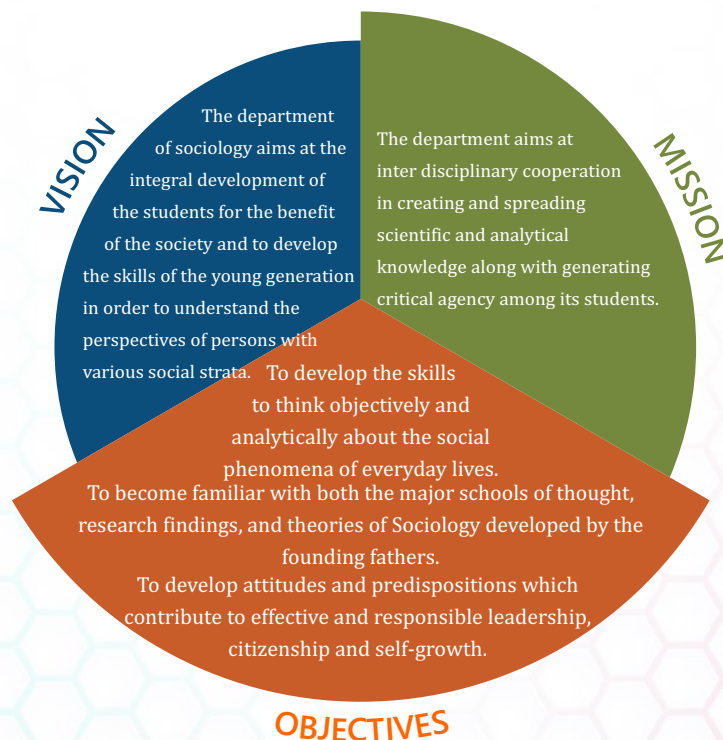 VISION
The department
of sociology aims at the
integral development of
the students for the benefit
of the society and to develop
the skills of the young generation
in order to understand the
perspectives of persons with
various social strata.
MISSION
The department aims at
inter disciplinary cooperation
in creating and spreading
scientific and analytical
knowledge along with generating
critical agency among its students.
To develop the skills
to think objectively and
analytically about the social
phenomena of everyday lives.
To become familiar with both the major schools of thought,
research findings, and theories of Sociology developed by the
founding fathers.
To develop attitudes and predispositions which
contribute to effective and responsible leadership,
citizenship and self-growth.
OBJECTIVES